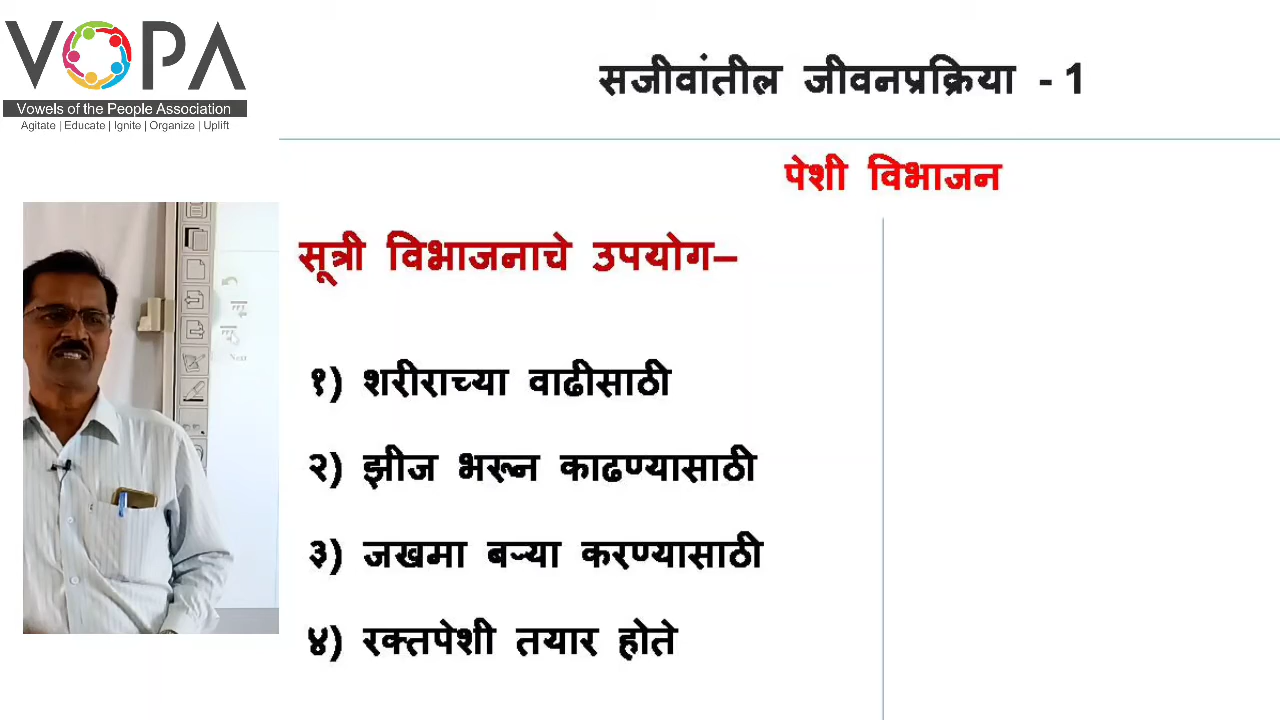 VOPA
Vowels of the People Association
Agitate | Educate | Ignite | Organize | Uplift
सजीवांतील जीवनप्रक्रिया - 1
पेशी विभाजन
सूत्री विभाजनाचे उपयोग–
१) शरीराच्या वाढीसाठी
२) झीज भरून काढण्यासाठी
३) जखमा बऱ्या करण्यासाठी
४) रक्तपेशी तयार होते
Next